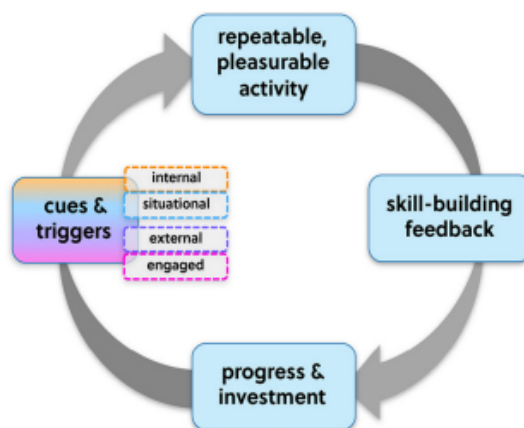 repeatable,
pleasurable
activity
skill-building
feedback
progress &
investment
cues &
triggers
internal
situational
external
engaged